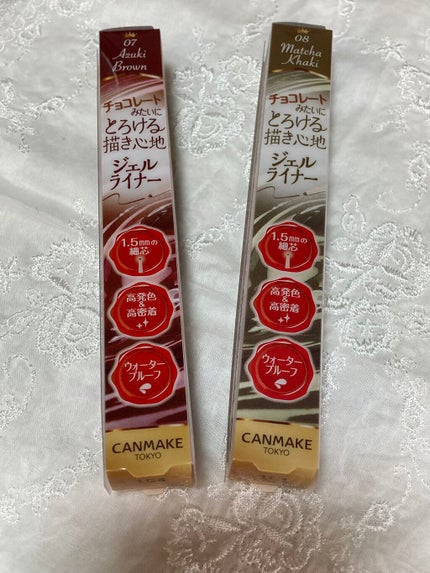 07
Azuki
Brown
チョコレート
みたいに
とろける
描き心地
ジェル
ライナー
1.5mmの
細芯
高発色
&
高密着
ウォーター
プルーフ
CANMAKE
TOKYO
08
Matcha
Khaki
チョコレート
みたいに
とろける
描き心地
ジェル
ライナー
1.5mmの
細芯
高発色
&
高密着
ウォーター
プルーフ
CANMAKE
TOKYO